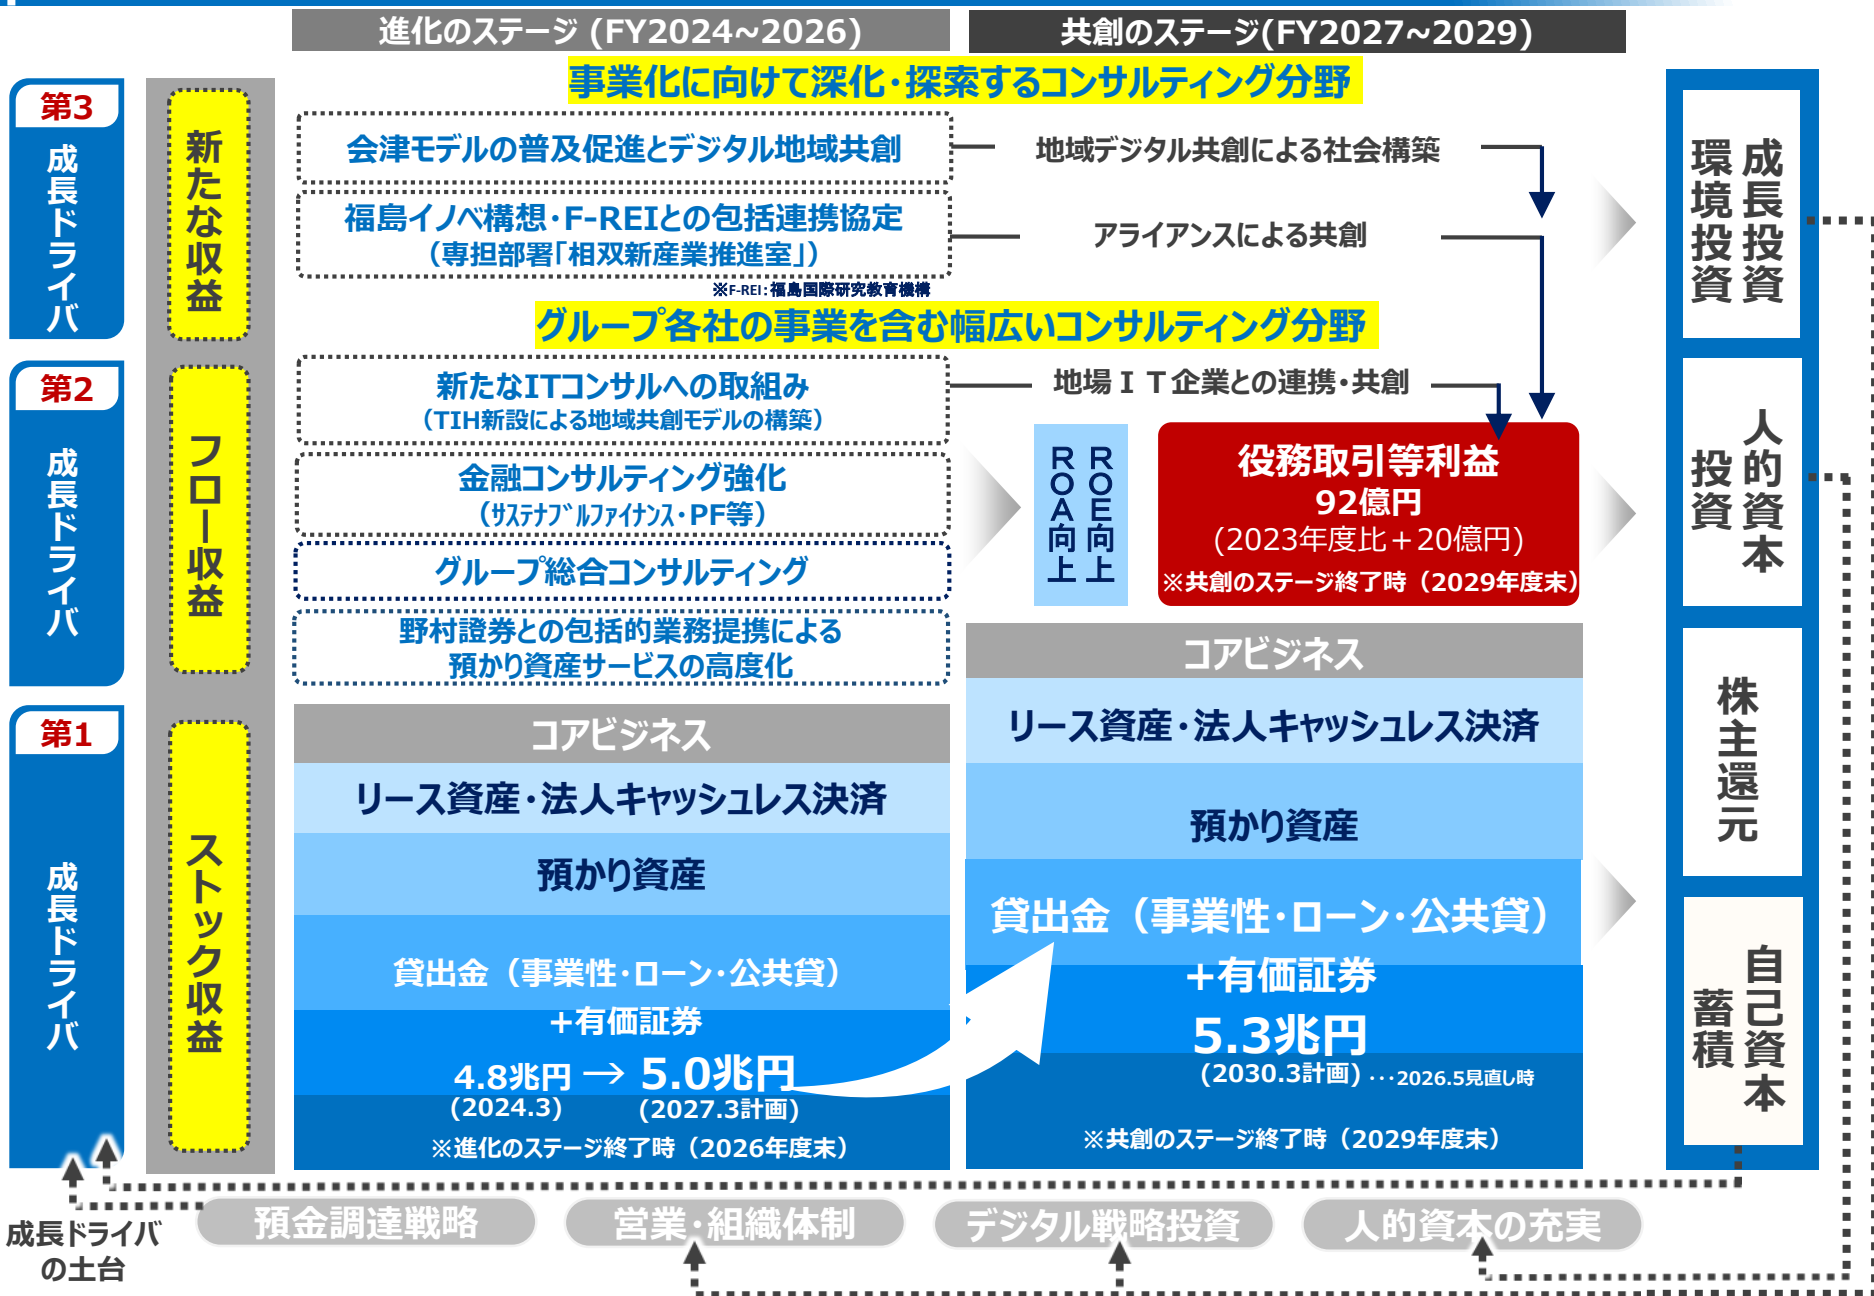 進化のステージ (FY2024~2026)
共創のステージ(FY2027~2029)
事業化に向けて深化・探索するコンサルティング分野
第3
成長ドライバ
新たな収益
会津モデルの普及促進とデジタル地域共創
地域デジタル共創による社会構築
福島イノベ構想・F-REIとの包括連携協定
（専担部署「相双新産業推進室」）
アライアンスによる共創
※F-REI：福島国際研究教育機構
グループ各社の事業を含む幅広いコンサルティング分野
第2
成長ドライバ
フロー収益
新たなITコンサルへの取組み
（TIH新設による地域共創モデルの構築）
地場ＩＴ企業との連携・共創
金融コンサルティング強化
（ｻｽﾃﾅﾌﾞﾙﾌｧｲﾅﾝｽ・PF等）
グループ総合コンサルティング
野村證券との包括的業務提携による
預かり資産サービスの高度化
ＲＯＥ向上
ＲＯＡ向上
役務取引等利益
92億円
(2023年度比＋20億円)
※共創のステージ終了時（2029年度末）
第1
成長ドライバ
ストック収益
コアビジネス
リース資産・法人キャッシュレス決済
預かり資産
貸出金（事業性・ローン・公共貸）
+有価証券
4.8兆円 → 5.0兆円
(2024.3)
(2027.3計画)
※進化のステージ終了時（2026年度末）
コアビジネス
リース資産・法人キャッシュレス決済
預かり資産
貸出金（事業性・ローン・公共貸）
+有価証券
5.3兆円
(2030.3計画) ･･･2026.5見直し時
※共創のステージ終了時（2029年度末）
成長投資
環境投資
人的資本
投資
株主還元
自己資本
蓄積
成長ドライバ
の土台
預金調達戦略
営業・組織体制
デジタル戦略投資
人的資本の充実